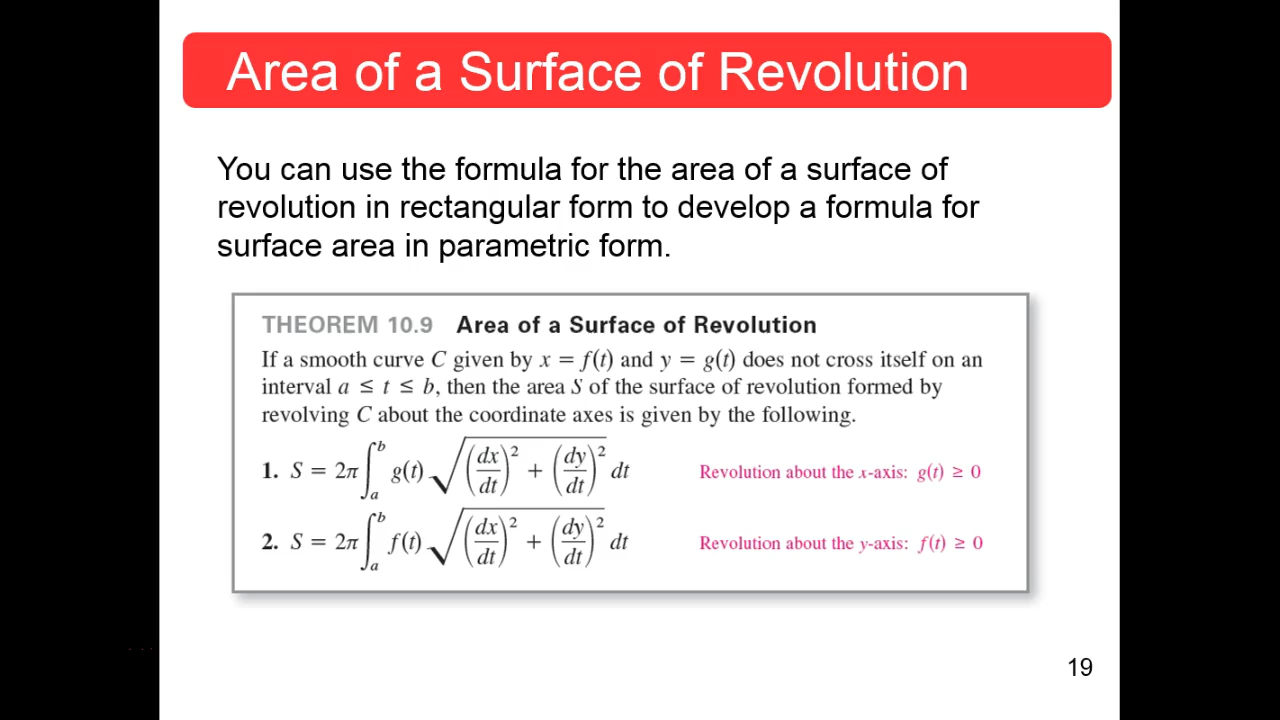 Area of a Surface of Revolution
You can use the formula for the area of a surface of
revolution in rectangular form to develop a formula for
surface area in parametric form.
THEOREM 10.9 Area of a Surface of Revolution
If a smooth curve C given by x = f(t) and y = g(t) does not cross itself on an
interval a ≤ t ≤ b, then the area S of the surface of revolution formed by
revolving C about the coordinate axes is given by the following.
1. S = 2π ∫_a^b g(t) √((dx/dt)² + (dy/dt)²) dt Revolution about the x-axis: g(t) ≥ 0
2. S = 2π ∫_a^b f(t) √((dx/dt)² + (dy/dt)²) dt Revolution about the y-axis: f(t) ≥ 0
19